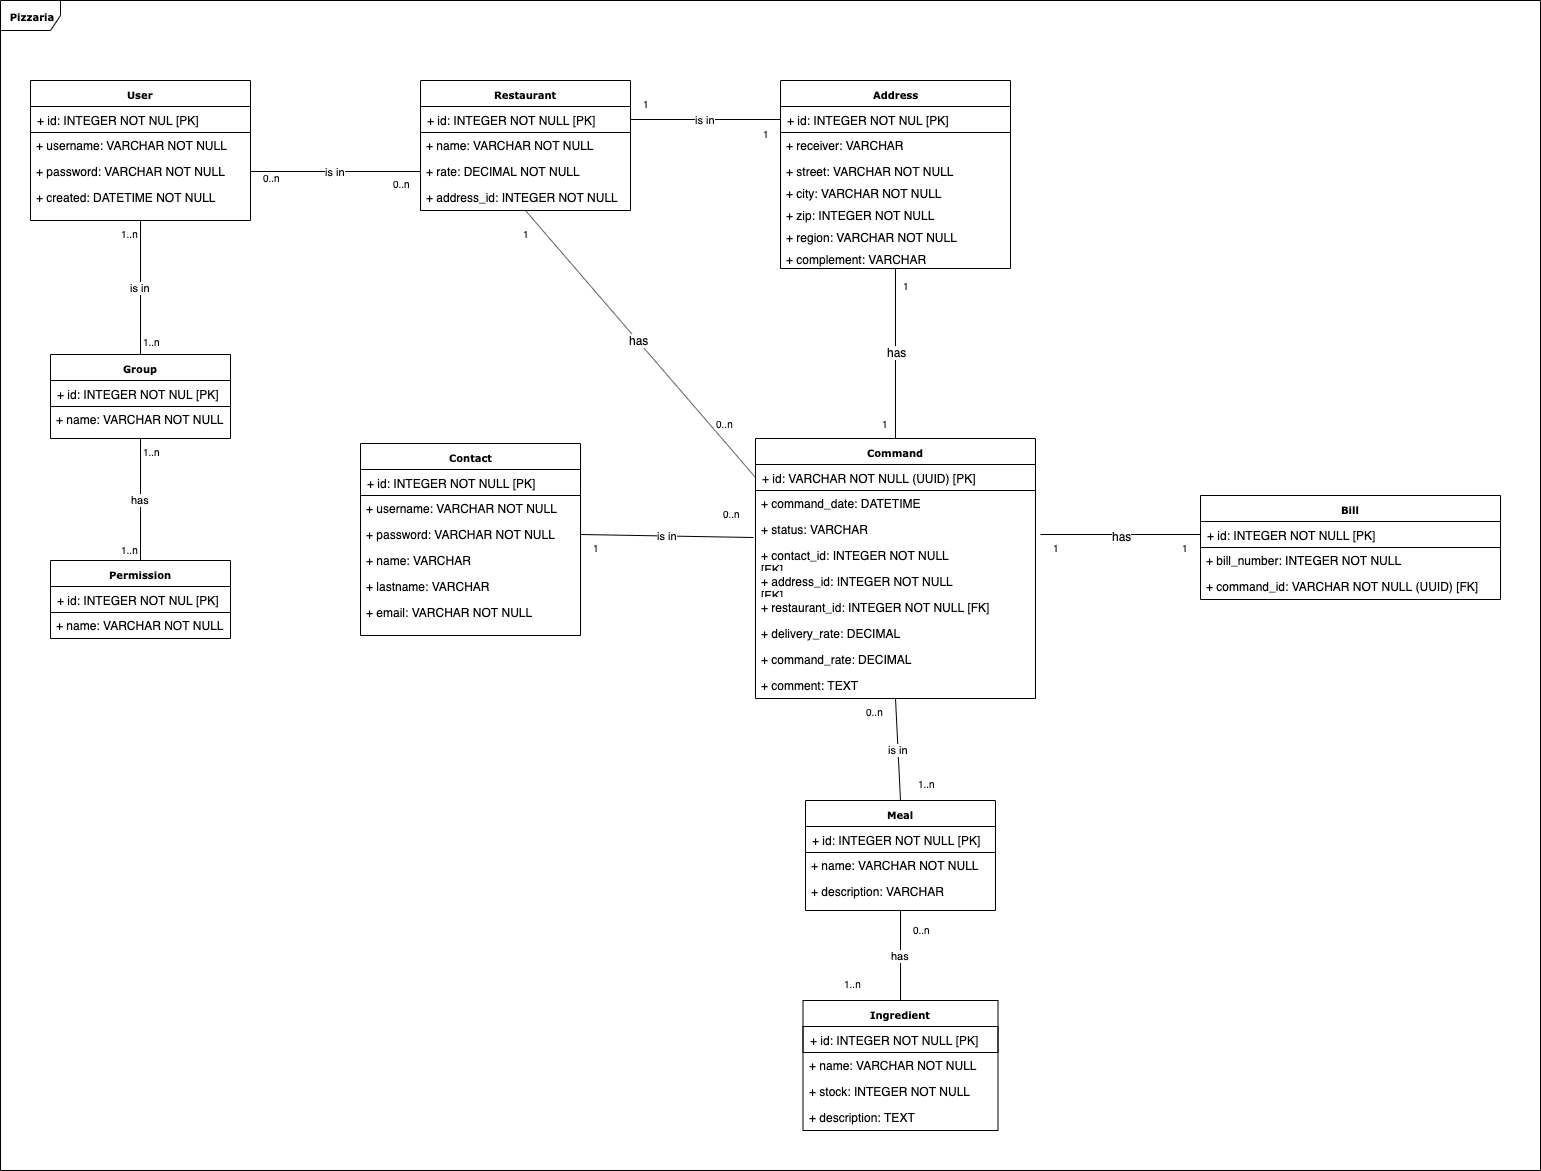 Pizzaria
User
+ id: INTEGER NOT NUL [PK]
+ username: VARCHAR NOT NULL
+ password: VARCHAR NOT NULL
+ created: DATETIME NOT NULL
0..n
is in
0..n
Restaurant
+ id: INTEGER NOT NULL [PK]
+ name: VARCHAR NOT NULL
+ rate: DECIMAL NOT NULL
+ address_id: INTEGER NOT NULL
1
is in
1
Address
+ id: INTEGER NOT NUL [PK]
+ receiver: VARCHAR
+ street: VARCHAR NOT NULL
+ city: VARCHAR NOT NULL
+ zip: INTEGER NOT NULL
+ region: VARCHAR NOT NULL
+ complement: VARCHAR
1..n
is in
1..n
1
has
0..n
1
has
1
Group
+ id: INTEGER NOT NUL [PK]
+ name: VARCHAR NOT NULL
1..n
has
1..n
Permission
+ id: INTEGER NOT NUL [PK]
+ name: VARCHAR NOT NULL
Contact
+ id: INTEGER NOT NULL [PK]
+ username: VARCHAR NOT NULL
+ password: VARCHAR NOT NULL
+ name: VARCHAR
+ lastname: VARCHAR
+ email: VARCHAR NOT NULL
1
is in
0..n
Command
+ id: VARCHAR NOT NULL (UUID) [PK]
+ command_date: DATETIME
+ status: VARCHAR
+ contact_id: INTEGER NOT NULL
[FK]
+ address_id: INTEGER NOT NULL
[FK]
+ restaurant_id: INTEGER NOT NULL [FK]
+ delivery_rate: DECIMAL
+ command_rate: DECIMAL
+ comment: TEXT
1
has
1
Bill
+ id: INTEGER NOT NULL [PK]
+ bill_number: INTEGER NOT NULL
+ command_id: VARCHAR NOT NULL (UUID) [FK]
0..n
is in
1..n
Meal
+ id: INTEGER NOT NULL [PK]
+ name: VARCHAR NOT NULL
+ description: VARCHAR
0..n
has
1..n
Ingredient
+ id: INTEGER NOT NULL [PK]
+ name: VARCHAR NOT NULL
+ stock: INTEGER NOT NULL
+ description: TEXT